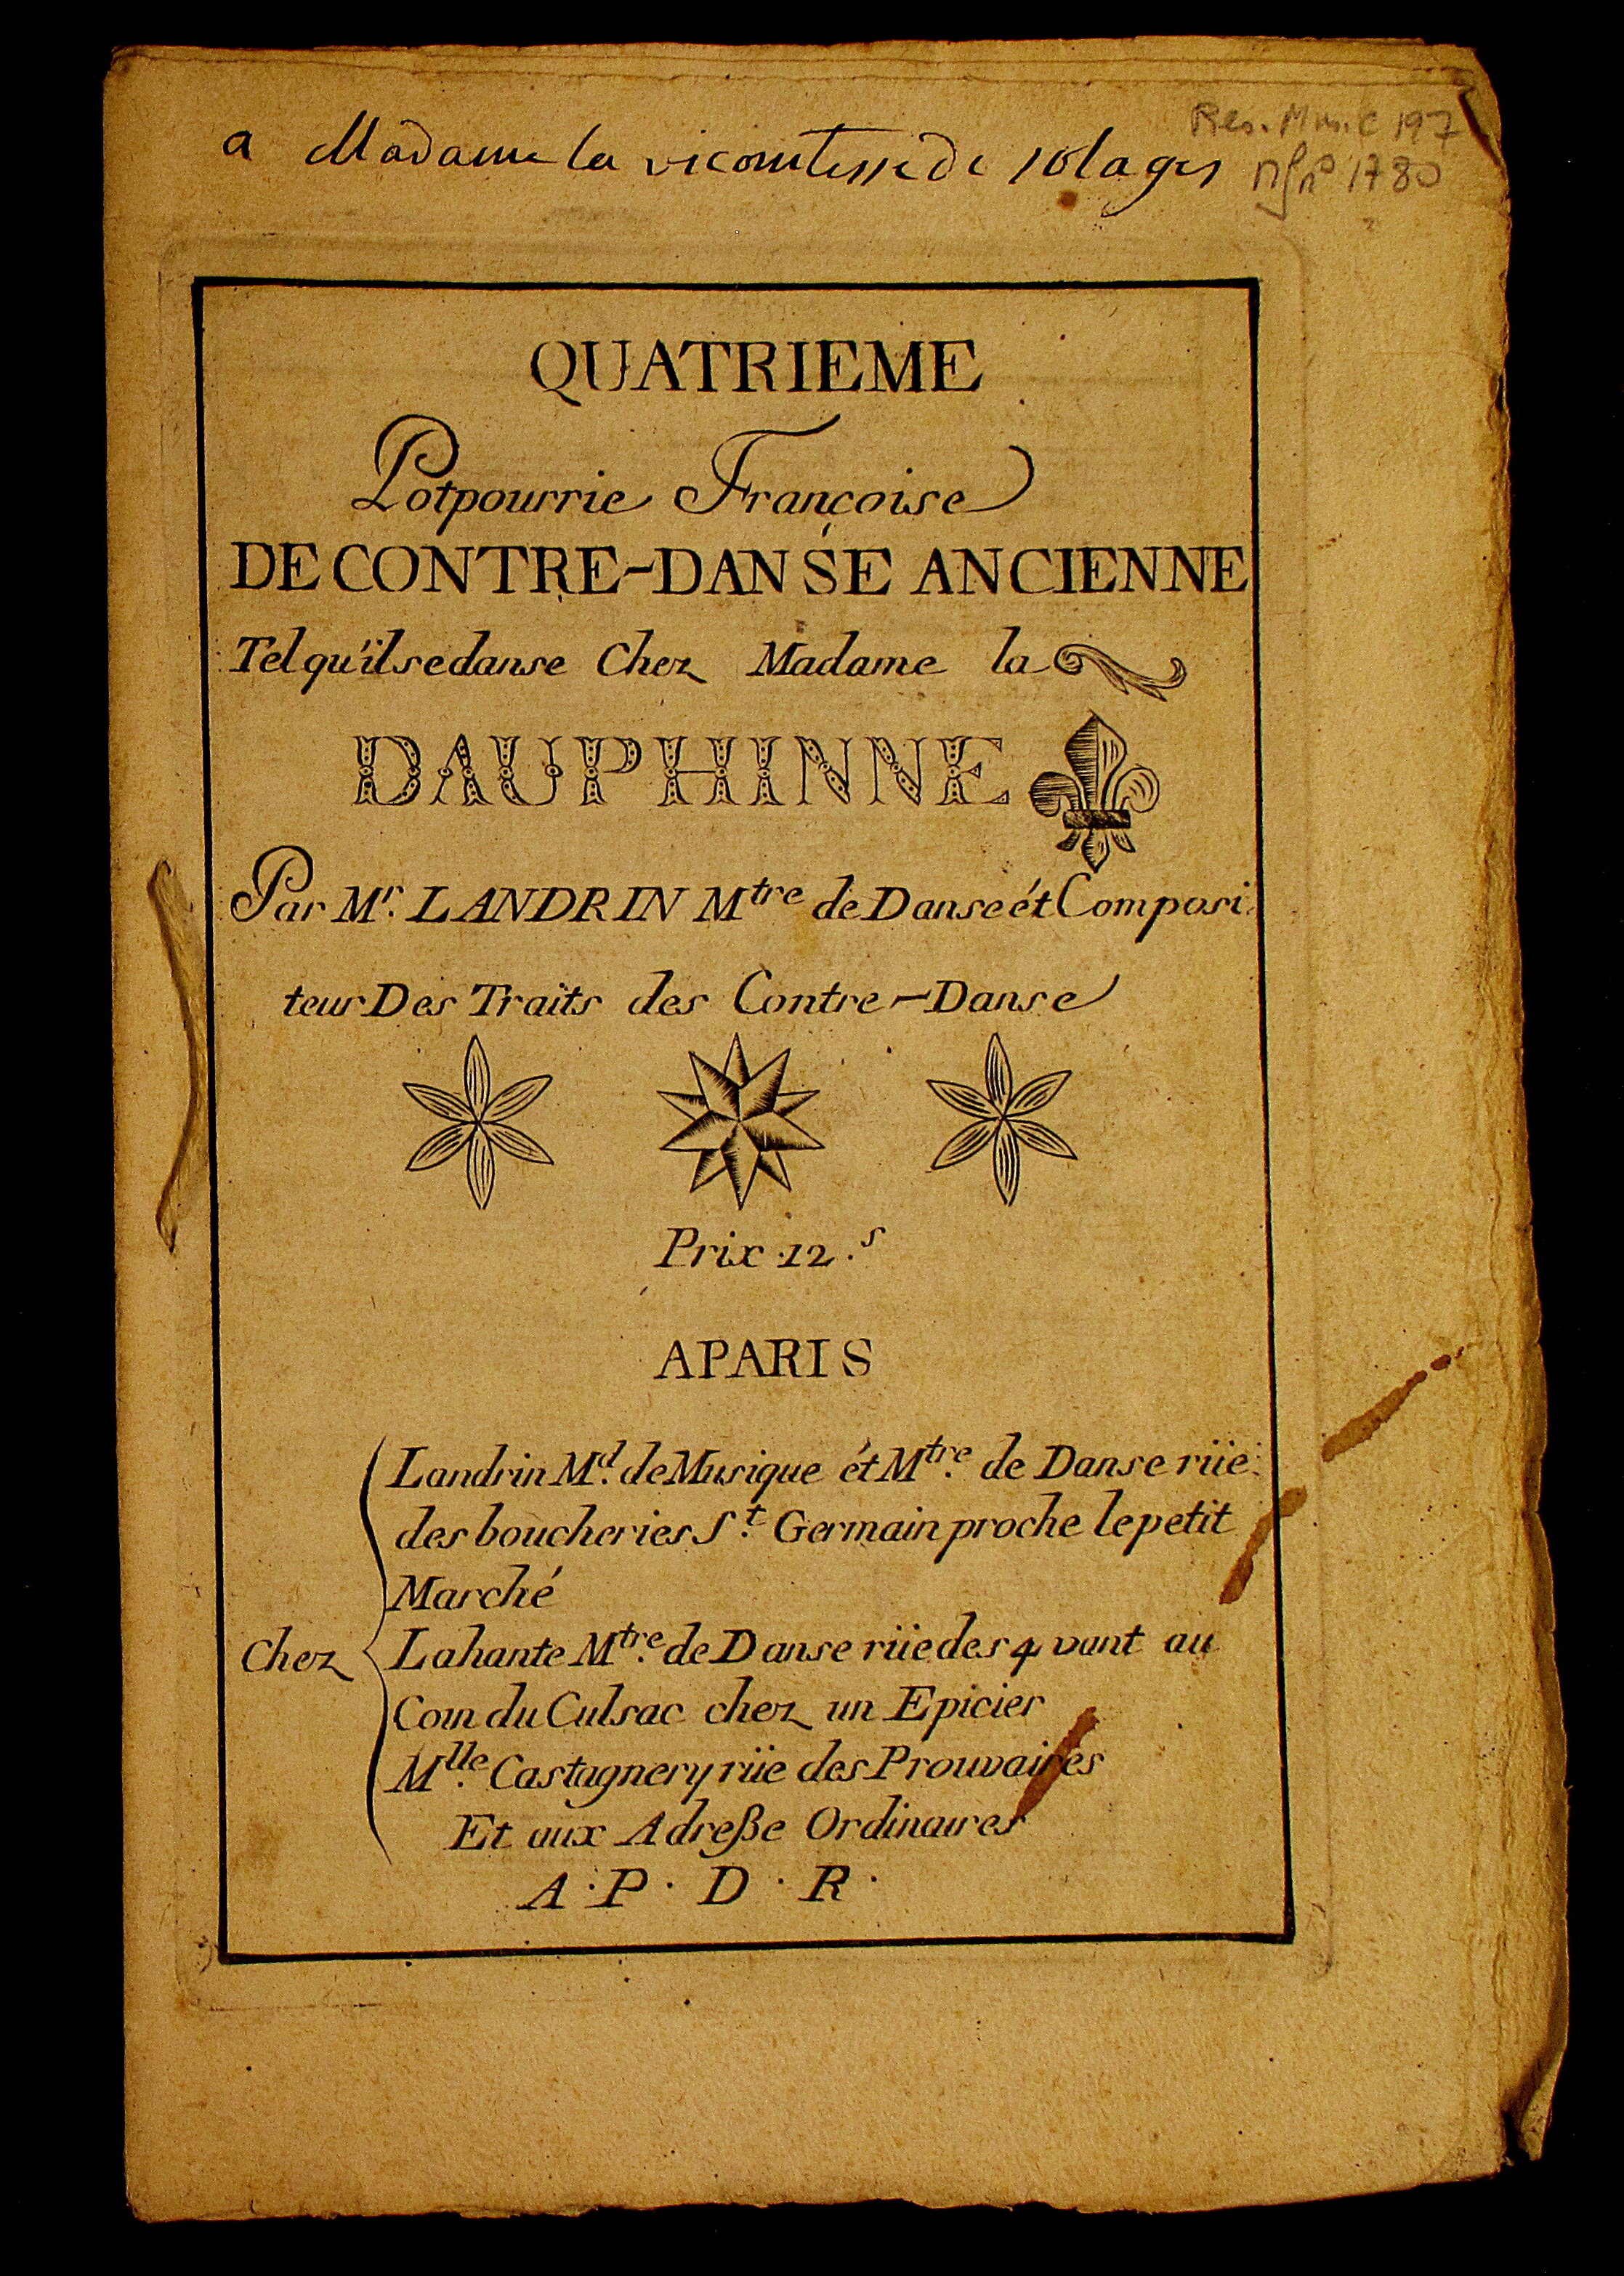 a Madame la vicomtesse de solages
Res. Mus. C 197
1780
QUATRIEME
Potpourrie Françoise
DE CONTRE-DANSE ANCIENNE
Tel qu'il se danse Chez Madame la
DAUPHINNE
Par Mr. LANDRIN Mtre de Danse ét Composi
teur Des Traits des Contre-Danse
Prix 12.s
A PARIS
Landrin Md. de Musique ét Mtre. de Danse rüe
des boucheries St. Germain proche le petit
Marché
Chez
Lahante Mtre. de Danse rüe des 4 vant au
Coin du Culsac chez un Epicier
Mlle. Castagnery rüe des Prouvaires
Et aux Adreße Ordinaires
A. P. D. R.